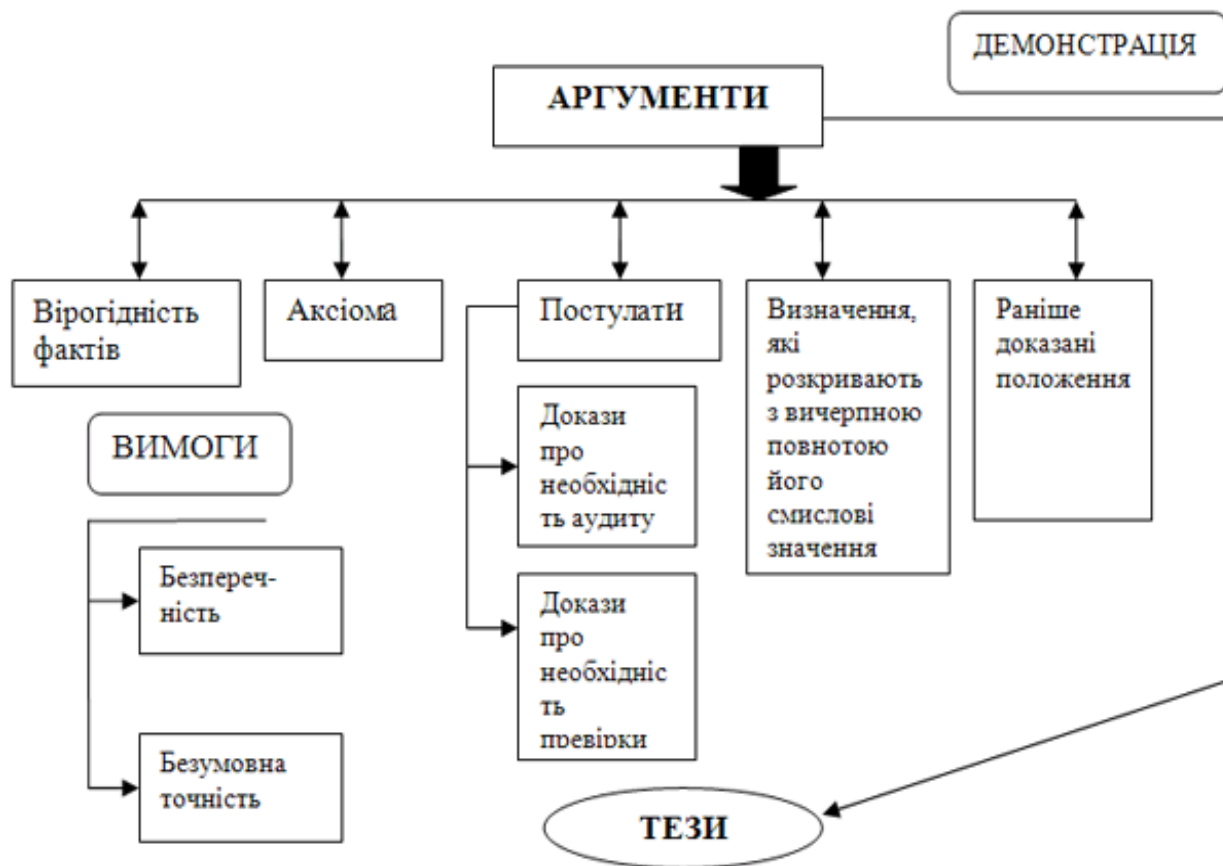 ДЕМОНСТРАЦІЯ
АРГУМЕНТИ
Вірогідність
фактів
Аксіома
Постулати
Визначення,
які
розкривають
з вичерпною
повнотою
його
смислові
значення
Раніше
доказані
положення
ВИМОГИ
Безпереч-
ність
Безумовна
точність
Докази
про
необхідніс
ть аудиту
Докази
про
необхідніс
ть
превірки
ТЕЗИ